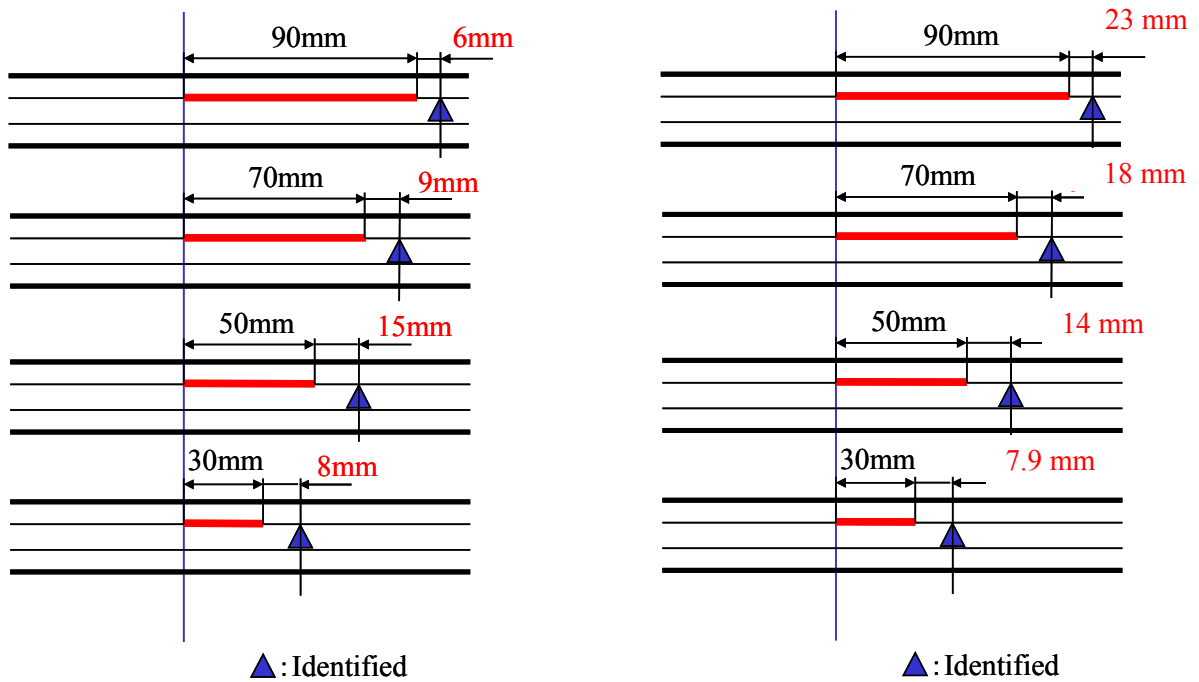 90mm 6mm
70mm 9mm
50mm 15mm
30mm 8mm
▲: Identified
90mm 23 mm
70mm 18 mm
50mm 14 mm
30mm 7.9 mm
▲: Identified